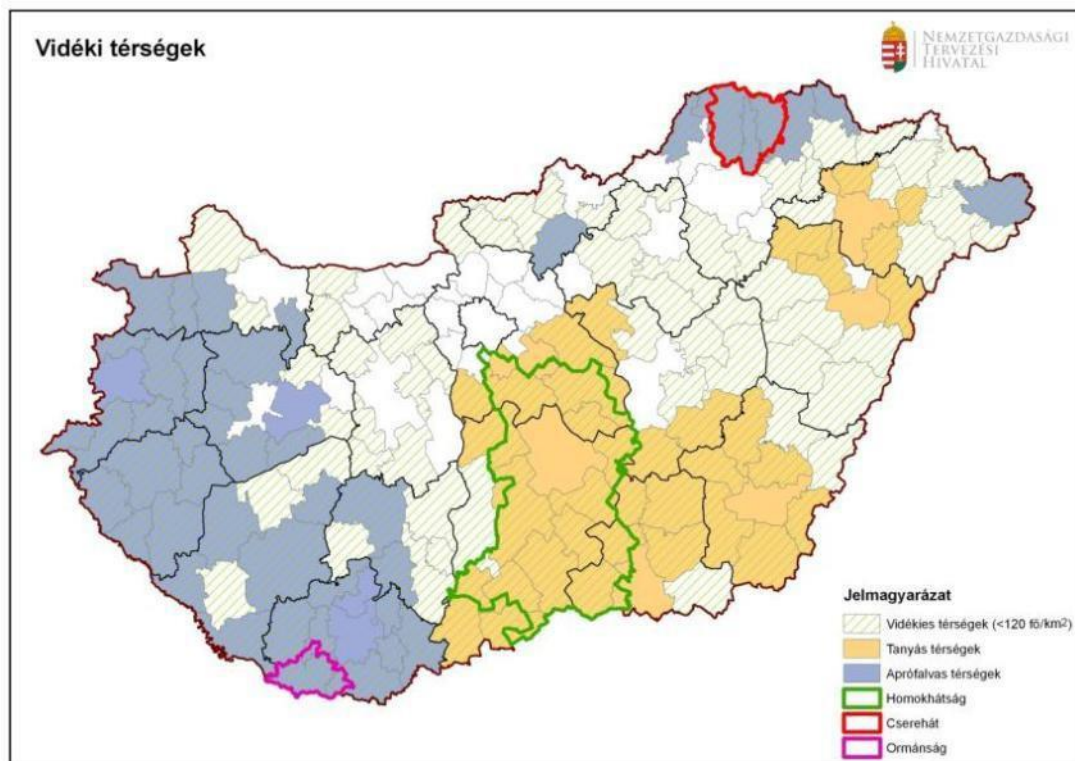 Vidéki térségek
NEMZETGAZDASÁGI
TERVEZÉSI
HIVATAL
Jelmagyarázat
Vidékies térségek (<120 fő/km2)
Tanyás térségek
Aprófalvas térségek
Homokhátság
Cserehát
Ormánság